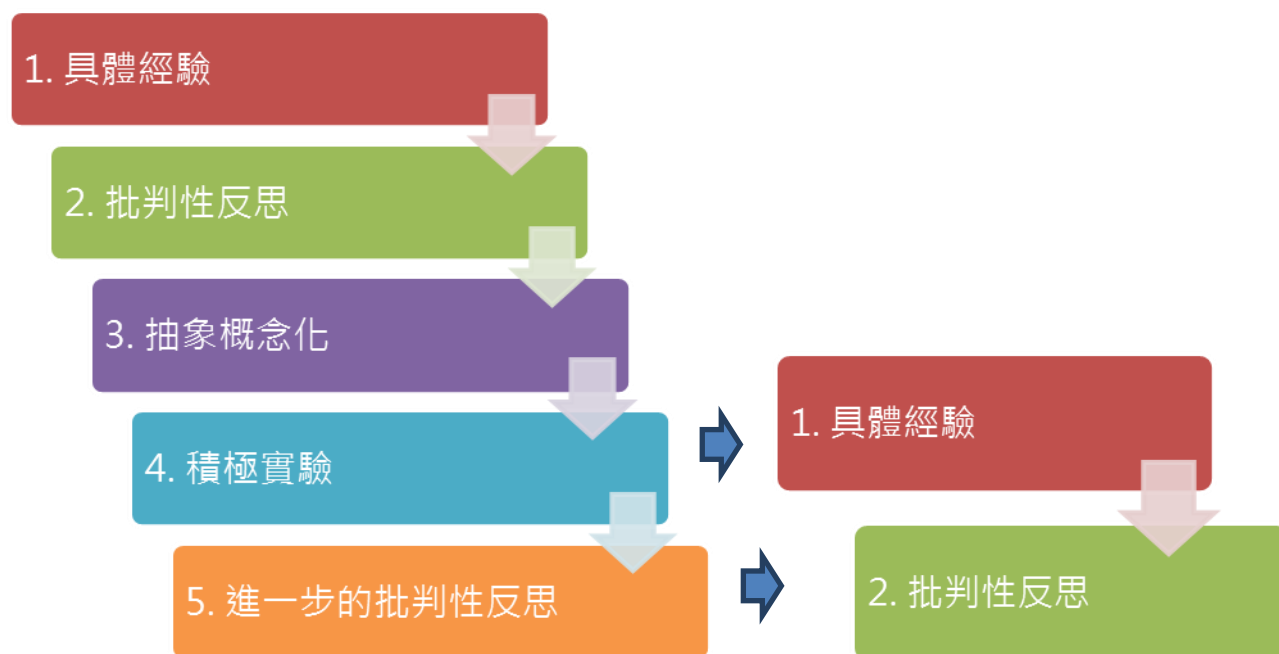 1. 具體經驗
2. 批判性反思
3. 抽象概念化
4. 積極實驗
5. 進一步的批判性反思
1. 具體經驗
2. 批判性反思